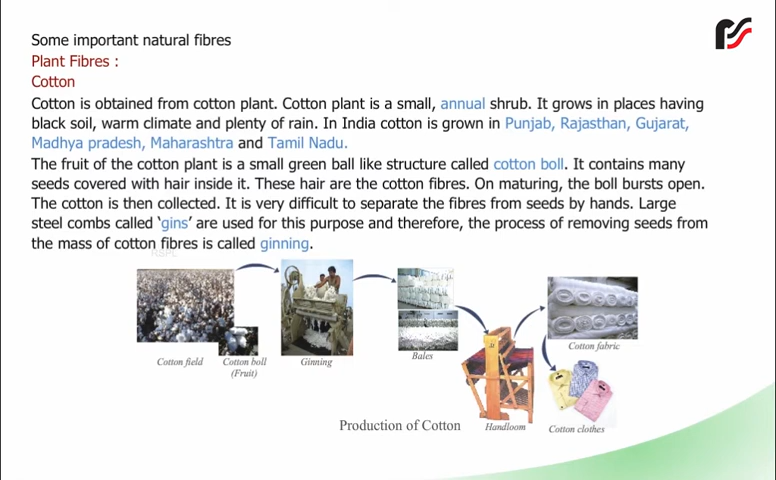 Some important natural fibres
Plant Fibres :
Cotton
Cotton is obtained from cotton plant. Cotton plant is a small, annual shrub. It grows in places having
black soil, warm climate and plenty of rain. In India cotton is grown in Punjab, Rajasthan, Gujarat,
Madhya pradesh, Maharashtra and Tamil Nadu.
The fruit of the cotton plant is a small green ball like structure called cotton boll. It contains many
seeds covered with hair inside it. These hair are the cotton fibres. On maturing, the boll bursts open.
The cotton is then collected. It is very difficult to separate the fibres from seeds by hands. Large
steel combs called ‘gins’ are used for this purpose and therefore, the process of removing seeds from
the mass of cotton fibres is called ginning.
Cotton field
Cotton boll
(Fruit)
Ginning
Bales
Handloom
Cotton fabric
Cotton clothes
Production of Cotton